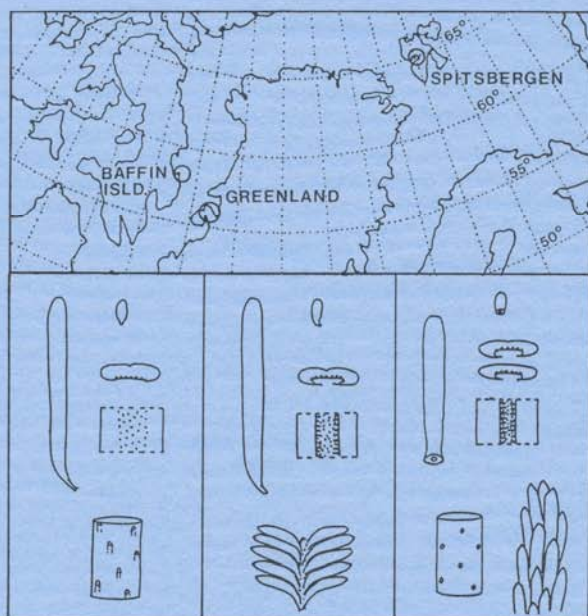 65°
SPITSBERGEN
60°
BAFFIN
ISLD.
GREENLAND
55°
50°